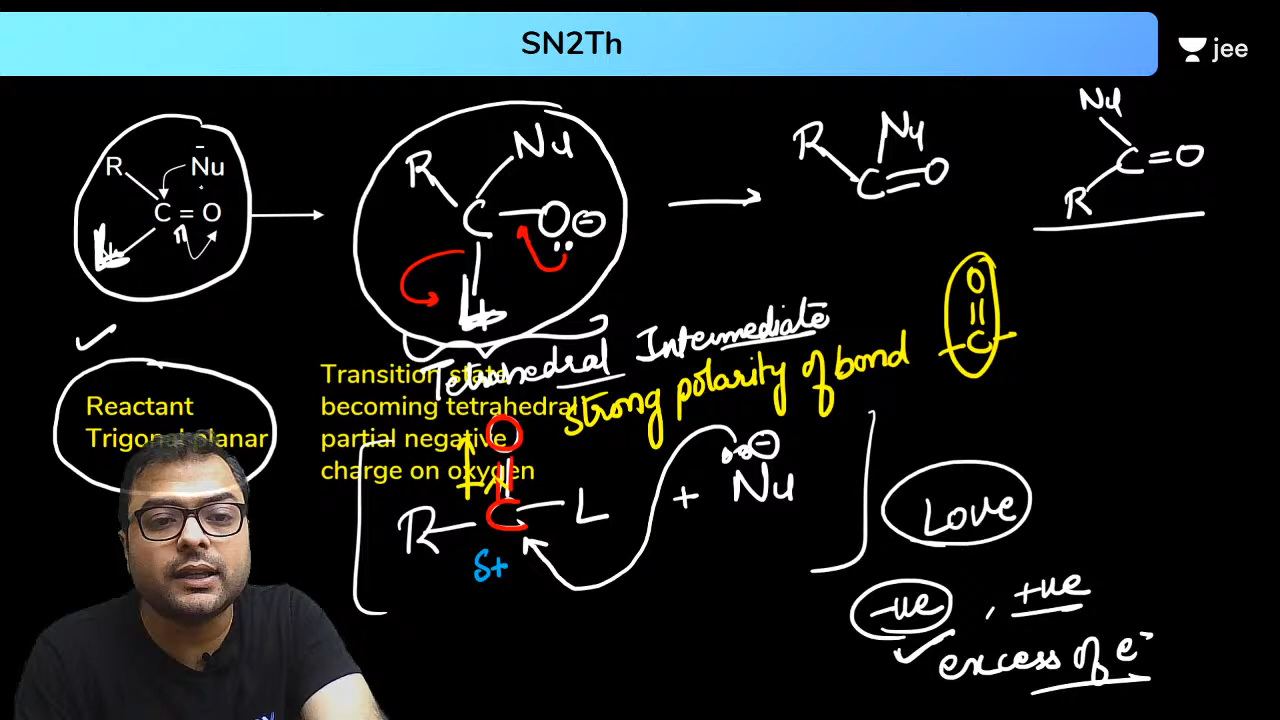 SN2Th
jee
R
Nu
C = O
π
R
Nu
C - O ⊖
L
R
Nu
C = O
Nu
C = O
R
Tetrahedral Intermediate
strong polarity of bond
O
||
C
Reactant
Trigonal planar
Transition state
becoming tetrahedral
partial negative
charge on oxygen
O
||
R - C - L + Nu ⊖
δ+
Love
-ve , +ve
excess of e-